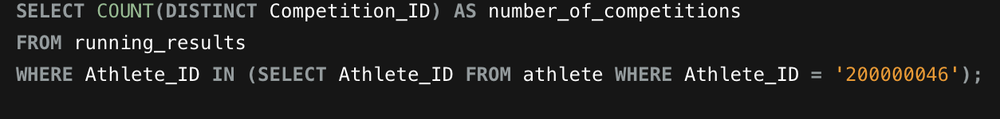 SELECT COUNT(DISTINCT Competition_ID) AS number_of_competitions
FROM running_results
WHERE Athlete_ID IN (SELECT Athlete_ID FROM athlete WHERE Athlete_ID = '200000046');